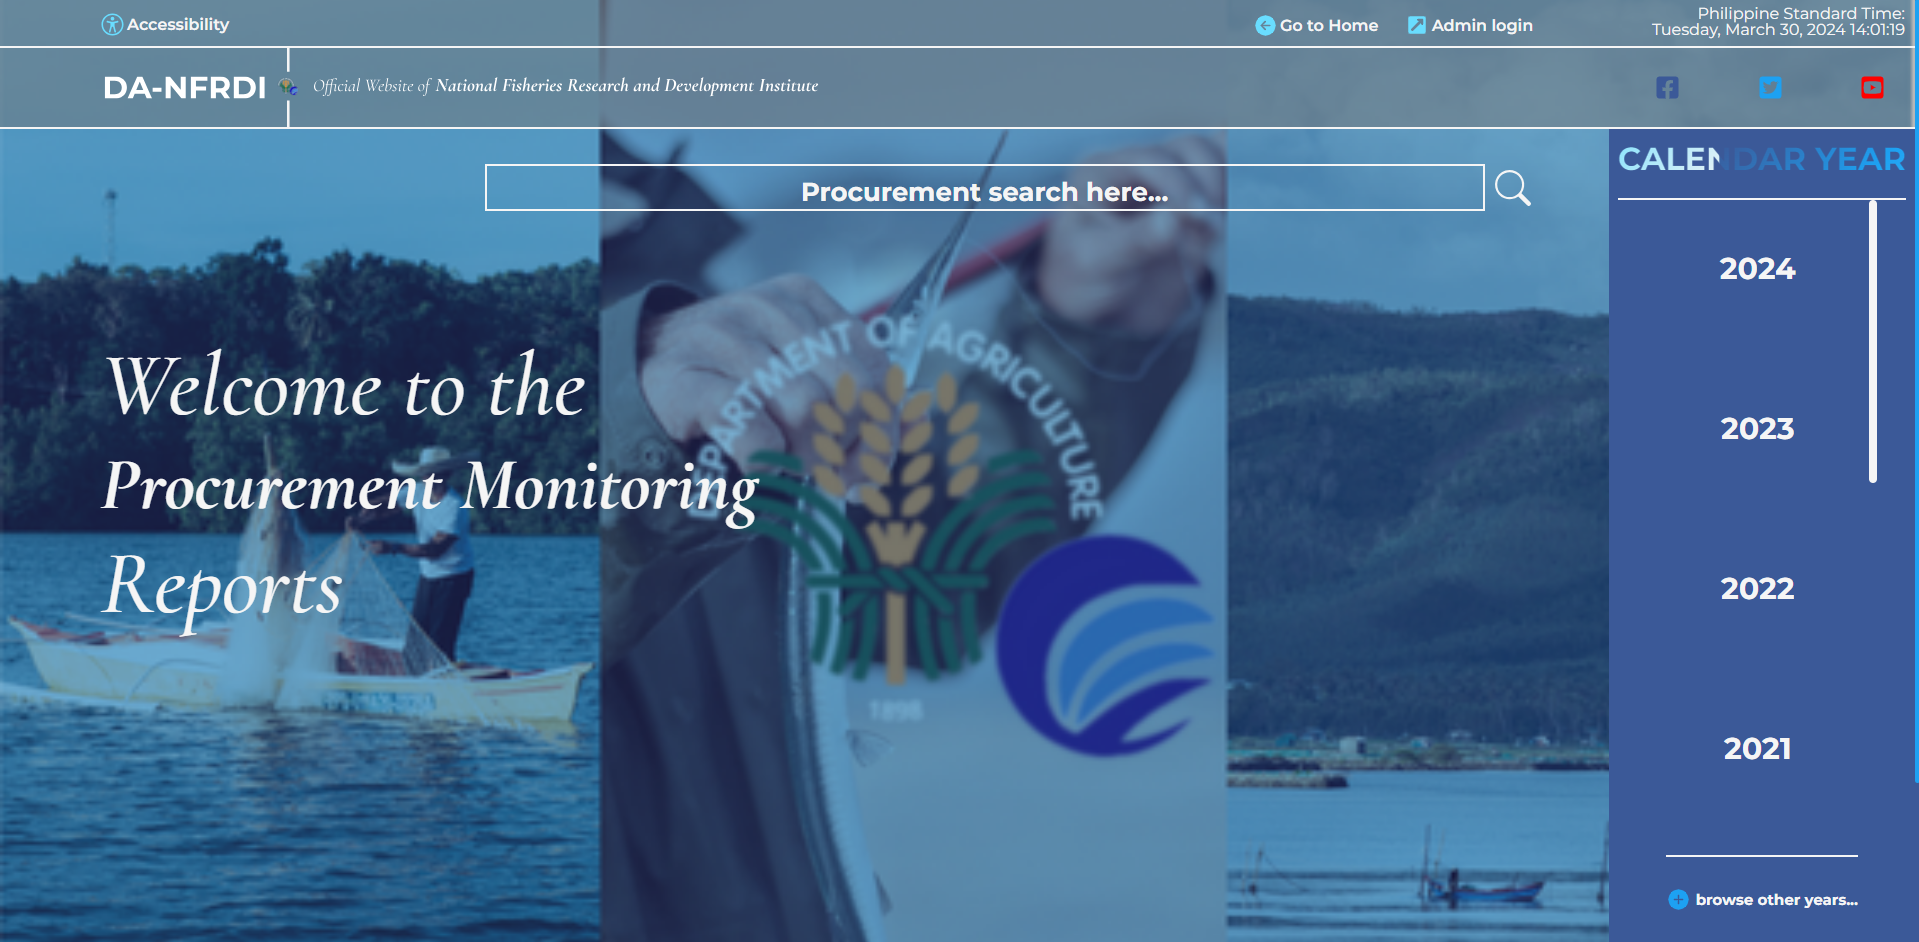 Accessibility
Go to Home
Admin login
Philippine Standard Time:
Tuesday, March 30, 2024 14:01:19
DA-NFRDI
Official Website of National Fisheries Research and Development Institute
Procurement search here...
CALENDAR YEAR
2024
2023
2022
2021
browse other years...
Welcome to the
Procurement Monitoring
Reports
DEPARTMENT OF AGRICULTURE
1898